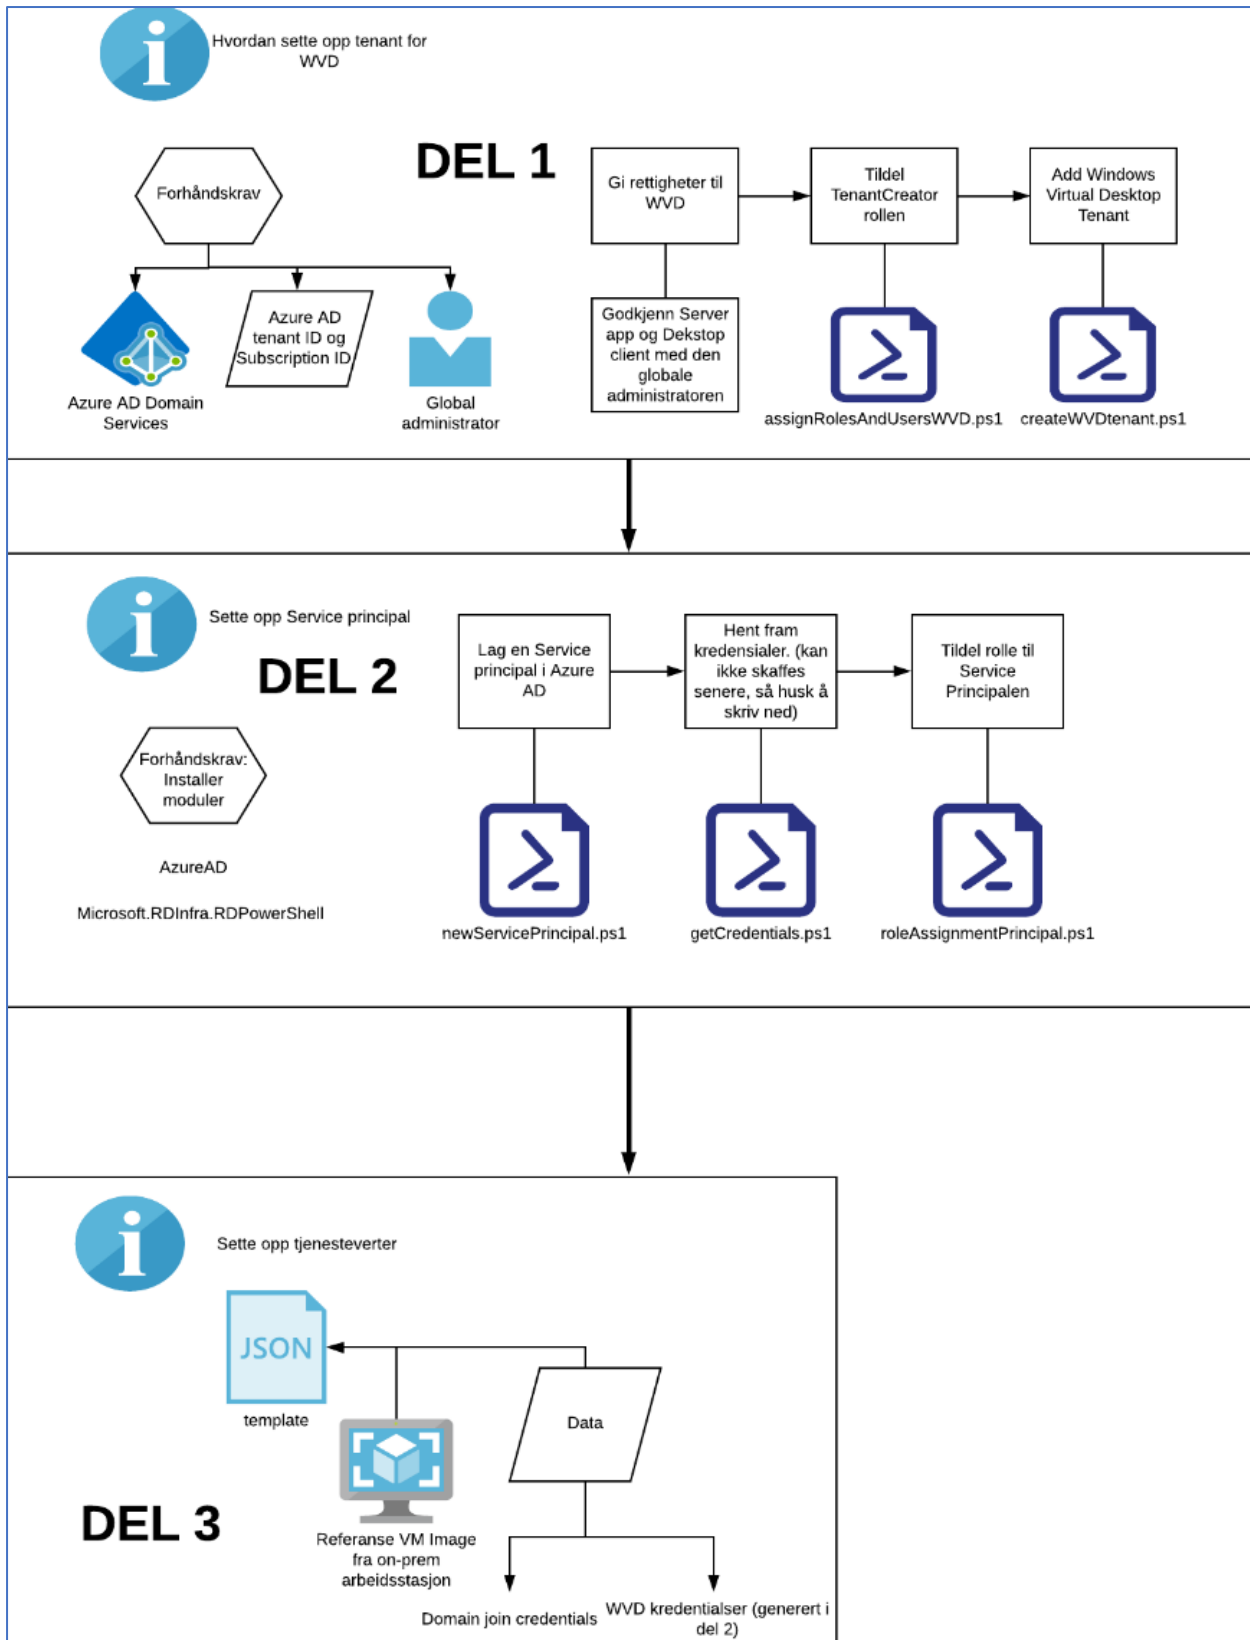 Hvordan sette opp tenant for
WVD
DEL 1
Forhåndskrav
Azure AD Domain
Services
Azure AD
tenant ID og
Subscription ID
Global
administrator
Gi rettigheter til
WVD
Godkjenn Server
app og Dekstop
client med den
globale
administratoren
Tildel
TenantCreator
rollen
assignRolesAndUsersWVD.ps1
Add Windows
Virtual Desktop
Tenant
createWVDtenant.ps1
Sette opp Service principal
DEL 2
Forhåndskrav:
Installer
moduler
AzureAD
Microsoft.RDInfra.RDPowerShell
Lag en Service
principal i Azure
AD
newServicePrincipal.ps1
Hent fram
kredensialer. (kan
ikke skaffes
senere, så husk å
skriv ned)
getCredentials.ps1
Tildel rolle til
Service
Principalen
roleAssignmentPrincipal.ps1
Sette opp tjenesteverter
JSON
template
DEL 3
Referanse VM Image
fra on-prem
arbeidsstasjon
Data
Domain join credentials
WVD kredentialser (generert i
del 2)